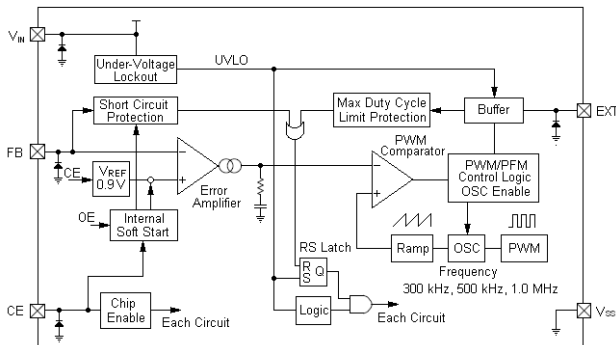 VIN
Under-Voltage
Lockout
UVLO
Short Circuit
Protection
Max Duty Cycle
Limit Protection
Buffer
EXT
FB
CE
VREF
0.9 V
Error
Amplifier
PWM
Comparator
PWM/PFM
Control Logic
OSC Enable
OE
Internal
Soft Start
Ramp
OSC
PWM
RS Latch
R
S
Q
Frequency
300 kHz, 500 kHz, 1.0 MHz
CE
Chip
Enable
Each Circuit
Logic
Each Circuit
VSS